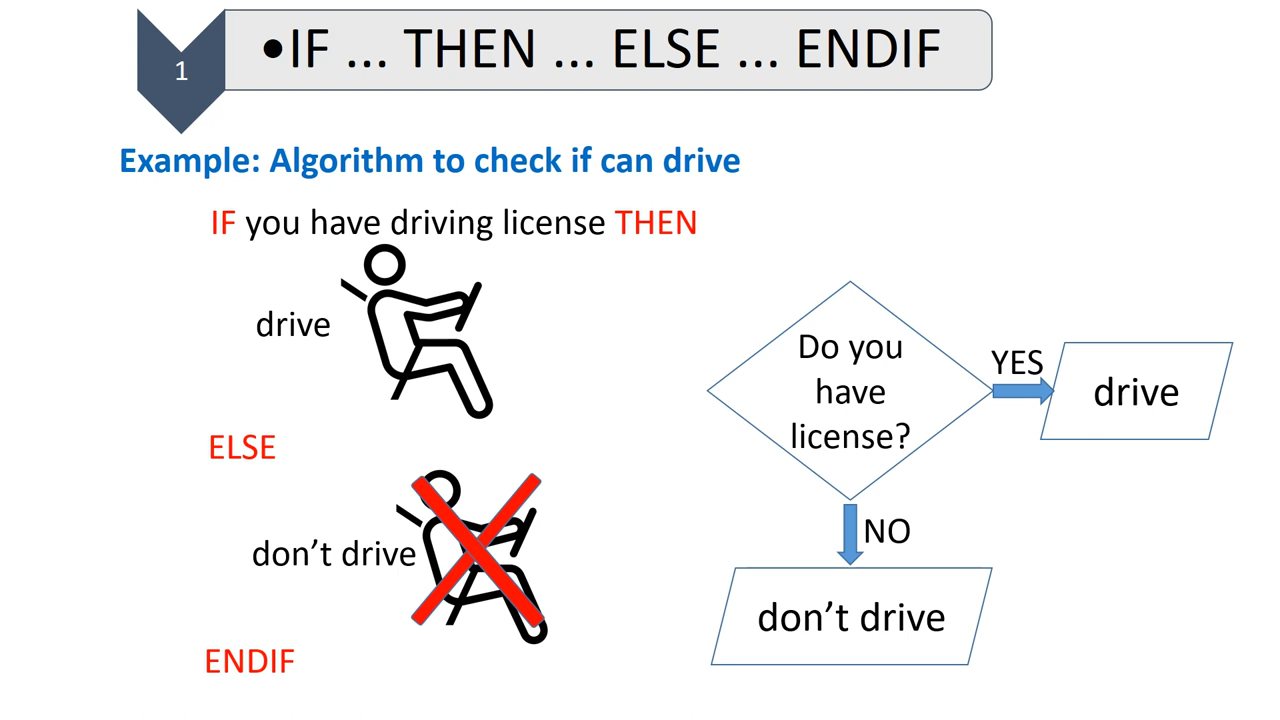 1
•IF ... THEN ... ELSE ... ENDIF
Example: Algorithm to check if can drive
IF you have driving license THEN
drive
ELSE
don’t drive
ENDIF
Do you
have
license?
YES
drive
NO
don’t drive